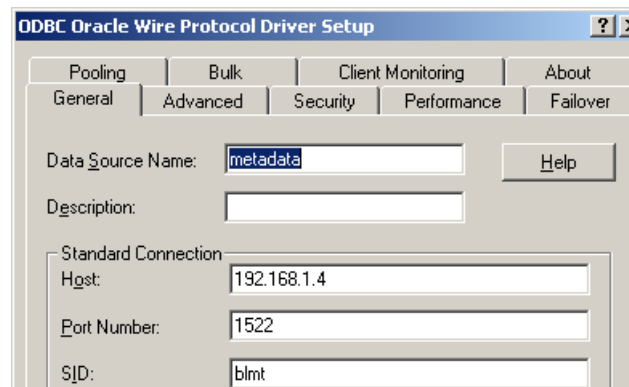 ODBC Oracle Wire Protocol Driver Setup
Pooling Bulk Client Monitoring About
General Advanced Security Performance Failover
Data Source Name: metadata Help
Description:
Standard Connection
Host: 192.168.1.4
Port Number: 1522
SID: blmt